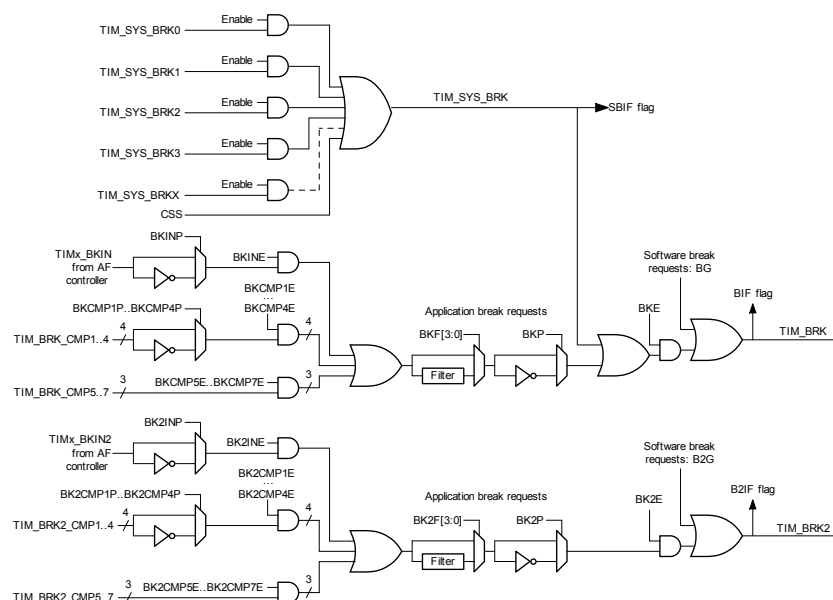 Enable
TIM_SYS_BRK0
Enable
TIM_SYS_BRK1
Enable
TIM_SYS_BRK2
Enable
TIM_SYS_BRK3
Enable
TIM_SYS_BRKX
CSS
TIM_SYS_BRK
SBIF flag
BKINP
TIMx_BKIN
from AF
controller
BKINE
BKCMP1E
...
BKCMP4E
BKCMP1P..BKCMP4P
4
TIM_BRK_CMP1..4
4
3
TIM_BRK_CMP5..7
BKCMP5E..BKCMP7E
3
Application break requests
BKF[3:0]
BKP
Filter
Software break
requests: BG
BKE
BIF flag
TIM_BRK
BK2INP
TIMx_BKIN2
from AF
controller
BK2INE
BK2CMP1E
...
BK2CMP4E
BK2CMP1P..BK2CMP4P
4
TIM_BRK2_CMP1..4
4
3
TIM_BRK2_CMP5..7
BK2CMP5E..BK2CMP7E
3
Application break requests
BK2F[3:0]
BK2P
Filter
Software break
requests: B2G
BK2E
B2IF flag
TIM_BRK2